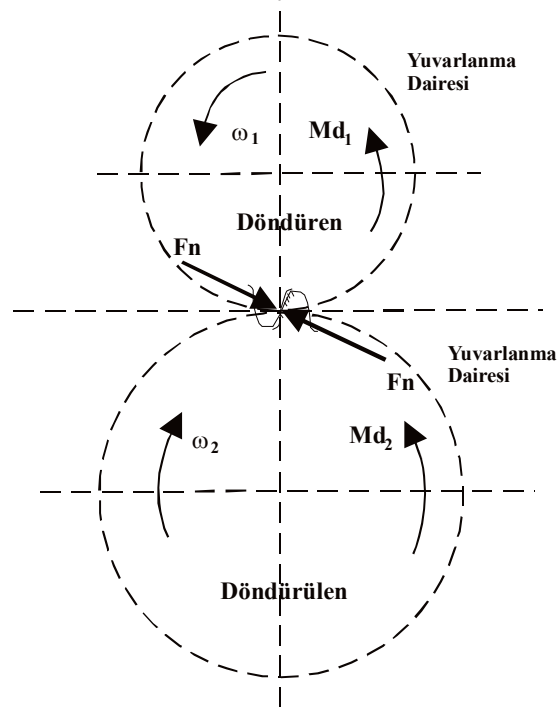 Yuvarlanma
Dairesi
ω1
Md1
Döndüren
Fn
Yuvarlanma
Dairesi
Fn
ω2
Md2
Döndürülen